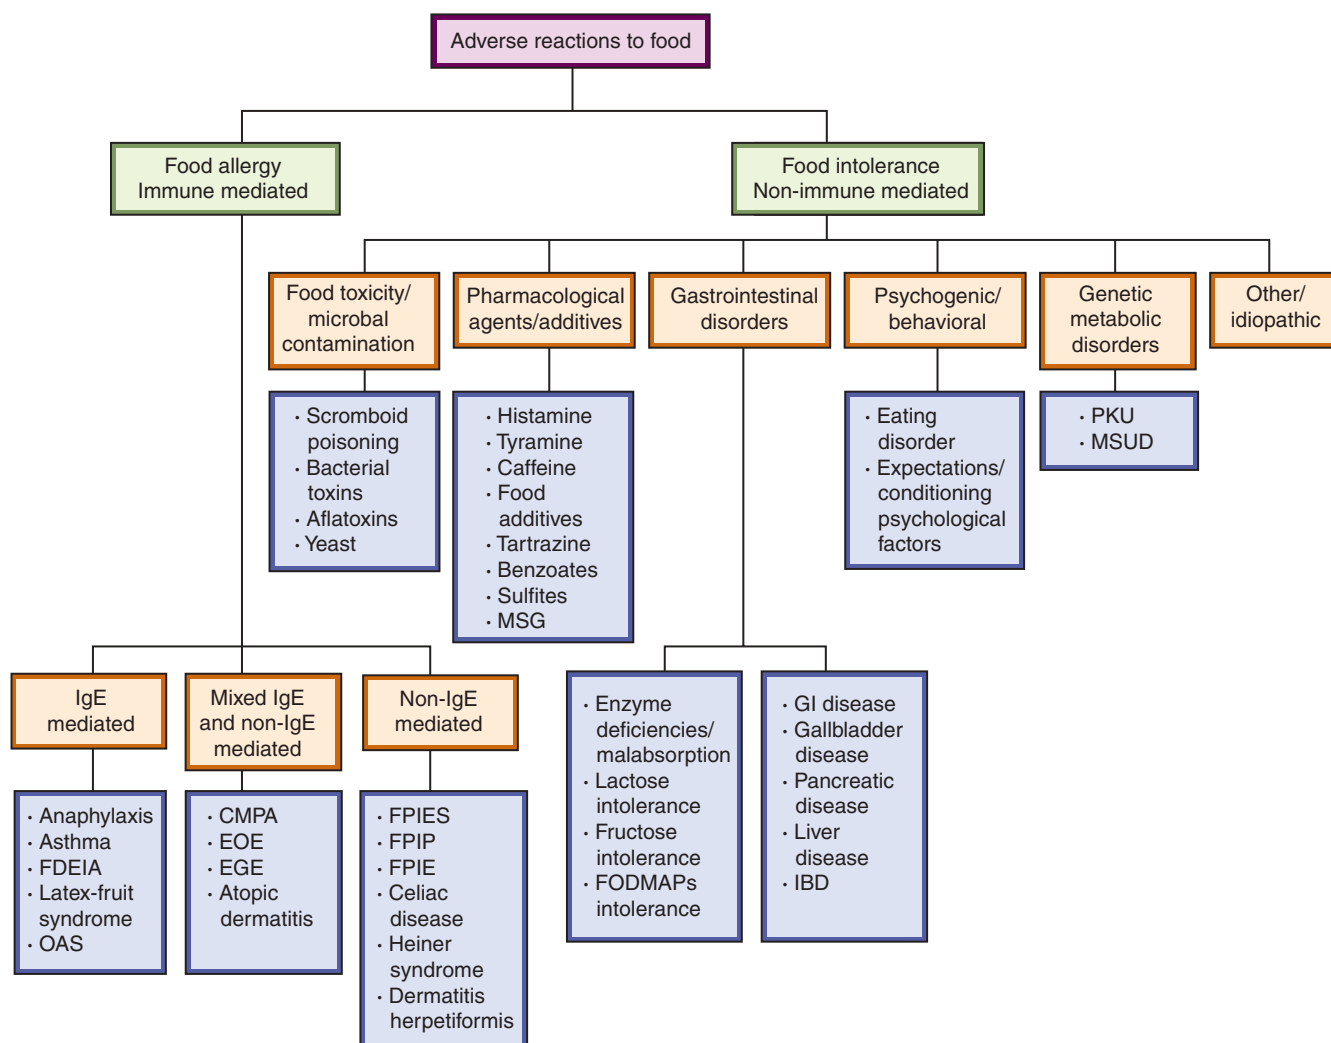 Adverse reactions to food
Food allergy
Immune mediated
Food intolerance
Non-immune mediated
Food toxicity/
microbal
contamination
Pharmacological
agents/additives
Gastrointestinal
disorders
Psychogenic/
behavioral
Genetic
metabolic
disorders
Other/
idiopathic
· Scromboid
poisoning
· Bacterial
toxins
· Aflatoxins
· Yeast
· Histamine
· Tyramine
· Caffeine
· Food
additives
· Tartrazine
· Benzoates
· Sulfites
· MSG
· Eating
disorder
· Expectations/
conditioning
psychological
factors
· PKU
· MSUD
IgE
mediated
Mixed IgE
and non-IgE
mediated
Non-IgE
mediated
· Anaphylaxis
· Asthma
· FDEIA
· Latex-fruit
syndrome
· OAS
· CMPA
· EOE
· EGE
· Atopic
dermatitis
· FPIES
· FPIP
· FPIE
· Celiac
disease
· Heiner
syndrome
· Dermatitis
herpetiformis
· Enzyme
deficiencies/
malabsorption
· Lactose
intolerance
· Fructose
intolerance
· FODMAPs
intolerance
· GI disease
· Gallbladder
disease
· Pancreatic
disease
· Liver
disease
· IBD